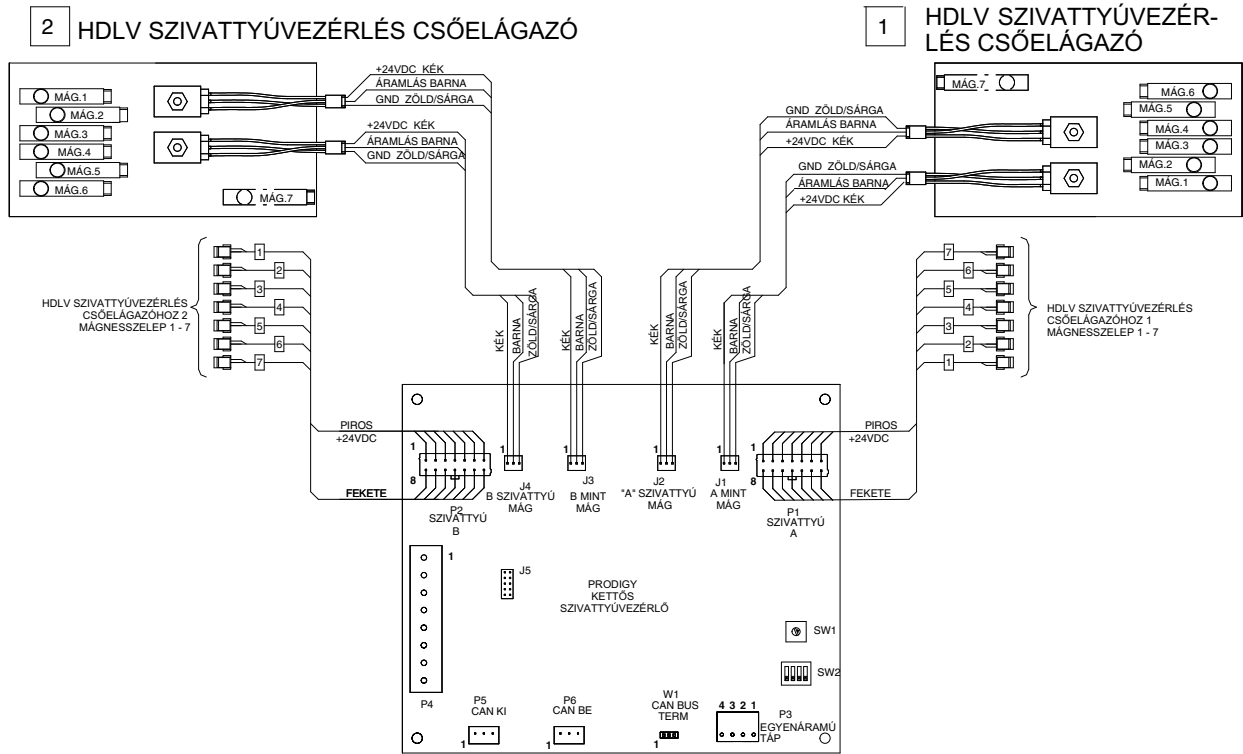 2 HDLV SZIVATTYÚVEZÉRLÉS CSŐELÁGAZÓ
1 HDLV SZIVATTYÚVEZÉR-
LÉS CSŐELÁGAZÓ
MÁG.1
MÁG.2
MÁG.3
MÁG.4
MÁG.5
MÁG.6
MÁG.7
+24VDC KÉK
ÁRAMLÁS BARNA
GND ZÖLD/SÁRGA
+24VDC KÉK
ÁRAMLÁS BARNA
GND ZÖLD/SÁRGA
GND ZÖLD/SÁRGA
ÁRAMLÁS BARNA
+24VDC KÉK
GND ZÖLD/SÁRGA
ÁRAMLÁS BARNA
+24VDC KÉK
MÁG.7
MÁG.6
MÁG.5
MÁG.4
MÁG.3
MÁG.2
MÁG.1
1
2
3
4
5
6
7
HDLV SZIVATTYÚVEZÉRLÉS
CSŐELÁGAZÓHOZ 2
MÁGNESSZELEP 1 - 7
7
6
5
4
3
2
1
HDLV SZIVATTYÚVEZÉRLÉS
CSŐELÁGAZÓHOZ 1
MÁGNESSZELEP 1 - 7
KÉK
BARNA
ZÖLD/SÁRGA
KÉK
BARNA
ZÖLD/SÁRGA
KÉK
BARNA
ZÖLD/SÁRGA
KÉK
BARNA
ZÖLD/SÁRGA
PIROS
+24VDC
FEKETE
PIROS
+24VDC
FEKETE
1
8
P2
SZIVATTYÚ
B
1
J4
B SZIVATTYÚ
MÁG
1
J3
B MINT
MÁG
1
J2
"A" SZIVATTYÚ
MÁG
1
J1
A MINT
MÁG
1
8
P1
SZIVATTYÚ
A
1
P4
J5
PRODIGY
KETTŐS
SZIVATTYÚVEZÉRLŐ
SW1
SW2
P5
CAN KI
1
P6
CAN BE
1
W1
CAN BUS
TERM
1
4 3 2 1
P3
EGYENÁRAMÚ
TÁP